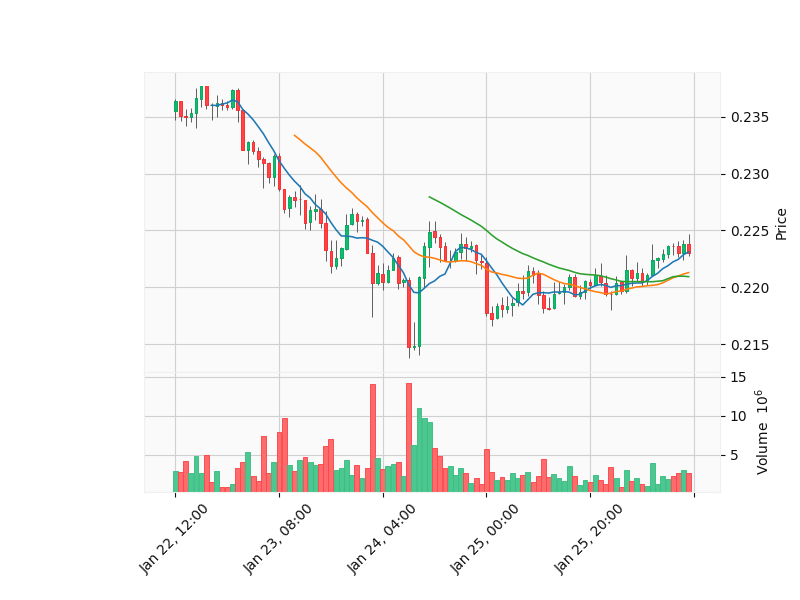 0.235
0.230
0.225
0.220
0.215
Price
15
10
5
Volume 10^6
Jan 22, 12:00
Jan 23, 08:00
Jan 24, 04:00
Jan 25, 00:00
Jan 25, 20:00